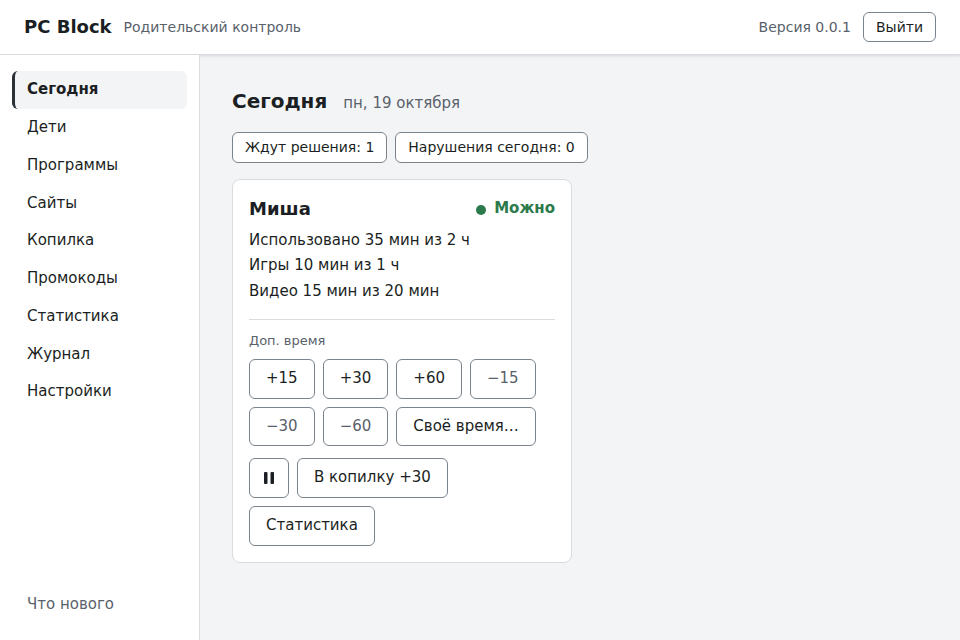 PC Block Родительский контроль
Версия 0.0.1 Выйти
Сегодня
Дети
Программы
Сайты
Копилка
Промокоды
Статистика
Журнал
Настройки
Что нового
Сегодня пн, 19 октября
Ждут решения: 1 Нарушения сегодня: 0
Миша Можно
Использовано 35 мин из 2 ч
Игры 10 мин из 1 ч
Видео 15 мин из 20 мин
Доп. время
+15 +30 +60 −15
−30 −60 Своё время...
В копилку +30
Статистика